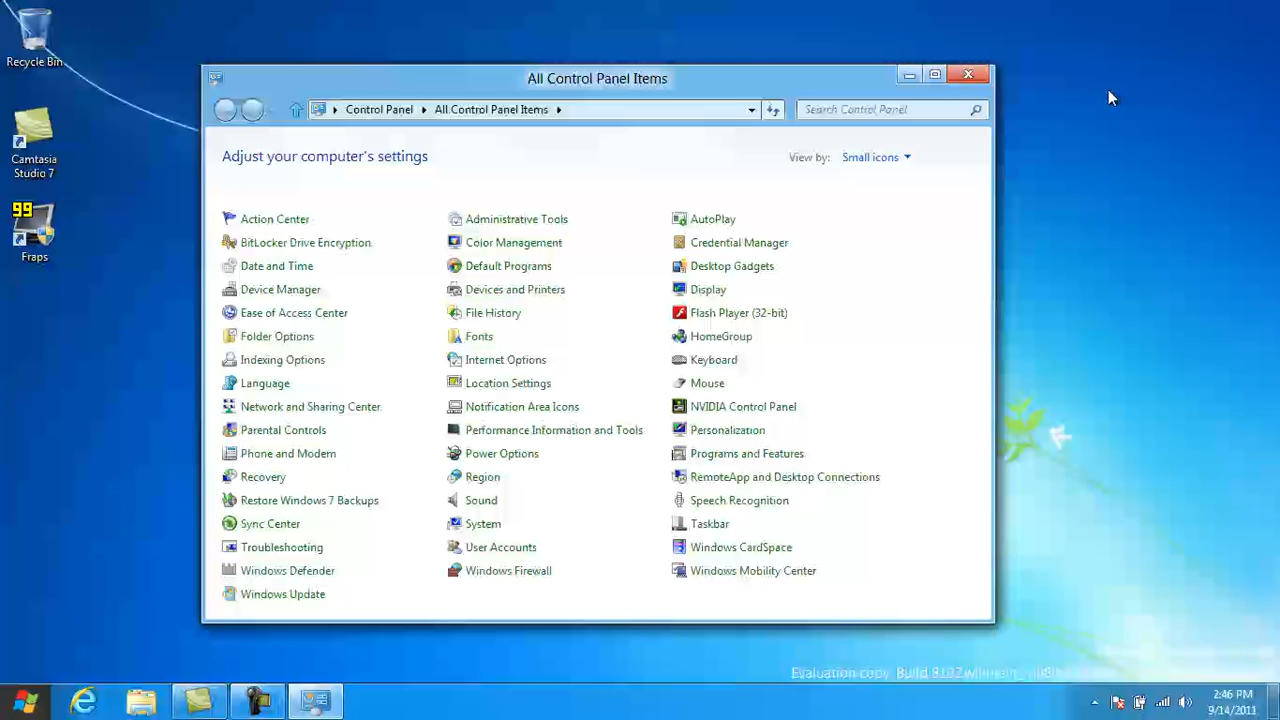 Recycle Bin
Camtasia
Studio 7
99
Fraps
All Control Panel Items
Control Panel
All Control Panel Items
Search Control Panel
Adjust your computer's settings
View by: Small icons
Action Center
Administrative Tools
AutoPlay
BitLocker Drive Encryption
Color Management
Credential Manager
Date and Time
Default Programs
Desktop Gadgets
Device Manager
Devices and Printers
Display
Ease of Access Center
File History
Flash Player (32-bit)
Folder Options
Fonts
HomeGroup
Indexing Options
Internet Options
Keyboard
Language
Location Settings
Mouse
Network and Sharing Center
Notification Area Icons
NVIDIA Control Panel
Parental Controls
Performance Information and Tools
Personalization
Phone and Modem
Power Options
Programs and Features
Recovery
Region
RemoteApp and Desktop Connections
Restore Windows 7 Backups
Sound
Speech Recognition
Sync Center
System
Taskbar
Troubleshooting
User Accounts
Windows CardSpace
Windows Defender
Windows Firewall
Windows Mobility Center
Windows Update
Evaluation copy. Build
2:46 PM
9/14/2011